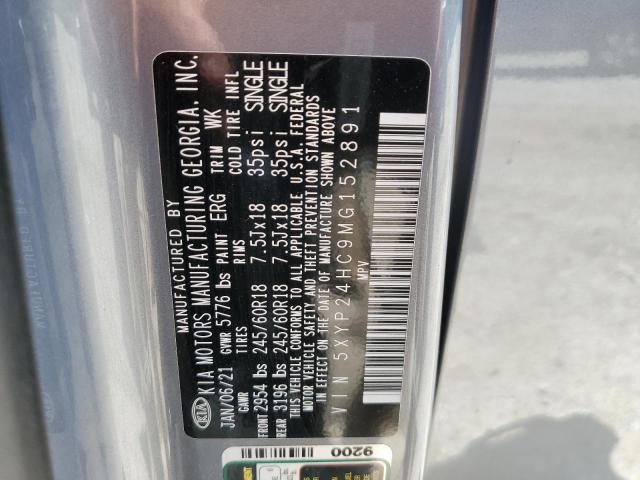 MANUFACTURED BY
KIA KIA MOTORS MANUFACTURING GEORGIA. INC.
JAN/06/21 GVWR 5776 lbs PAINT ERG TRIM WK
GAWR TIRES RIMS COLD TIRE INFL
FRONT 2954 lbs 245/60R18 7.5Jx18 35psi SINGLE
REAR 3196 lbs 245/60R18 7.5Jx18 35psi SINGLE
THIS VEHICLE CONFORMS TO ALL APPLICABLE U.S.A. FEDERAL
MOTOR VEHICLE SAFETY AND THEFT PREVENTION STANDARDS
IN EFFECT ON THE DATE OF MANUFACTURE SHOWN ABOVE
VIN 5XYP24HC9MG152891
MPV
9200